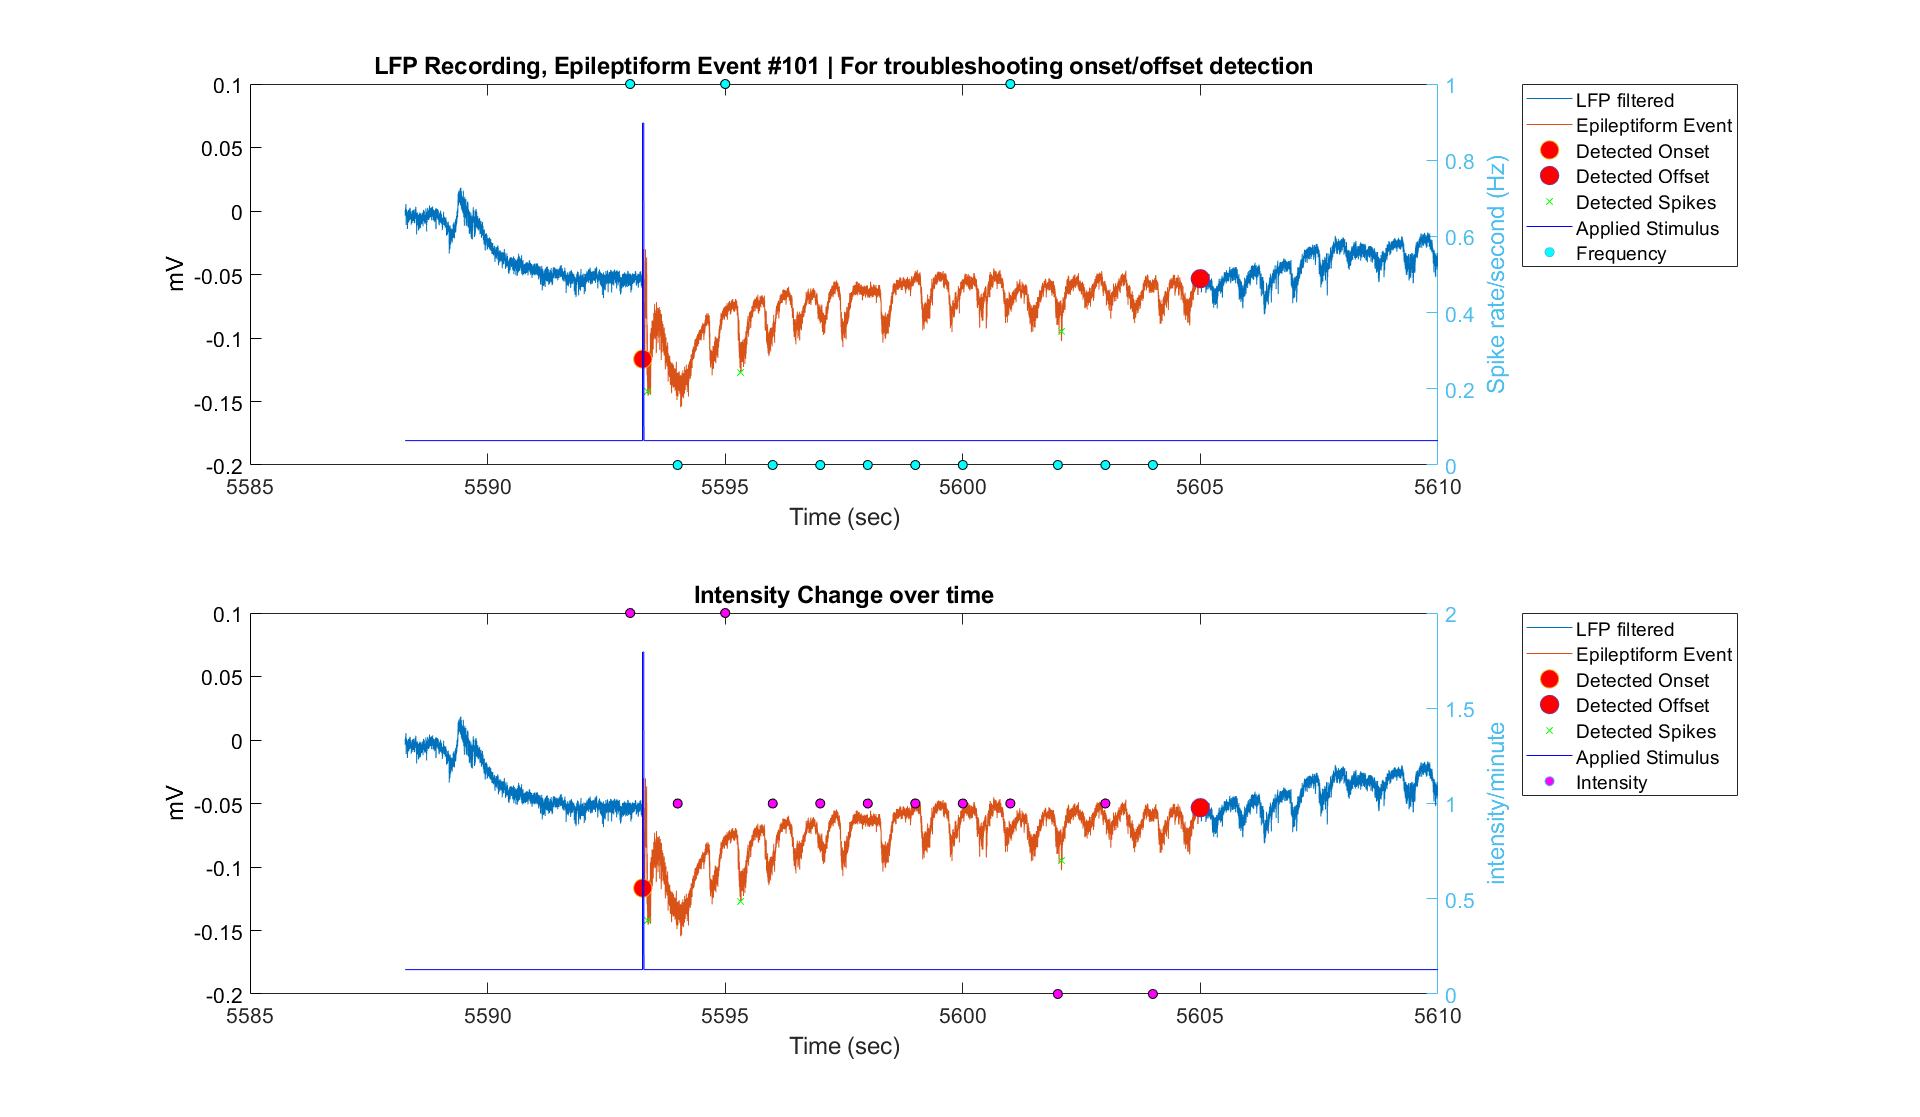 LFP Recording, Epileptiform Event #101 | For troubleshooting onset/offset detection
0.1
0.05
0
-0.05
-0.1
-0.15
-0.2
mV
5585
5590
5595
5600
5605
5610
Time (sec)
1
0.8
0.6
0.4
0.2
0
Spike rate/second (Hz)
LFP filtered
Epileptiform Event
Detected Onset
Detected Offset
Detected Spikes
Applied Stimulus
Frequency
Intensity Change over time
0.1
0.05
0
-0.05
-0.1
-0.15
-0.2
mV
5585
5590
5595
5600
5605
5610
Time (sec)
2
1.5
1
0.5
0
intensity/minute
LFP filtered
Epileptiform Event
Detected Onset
Detected Offset
Detected Spikes
Applied Stimulus
Intensity